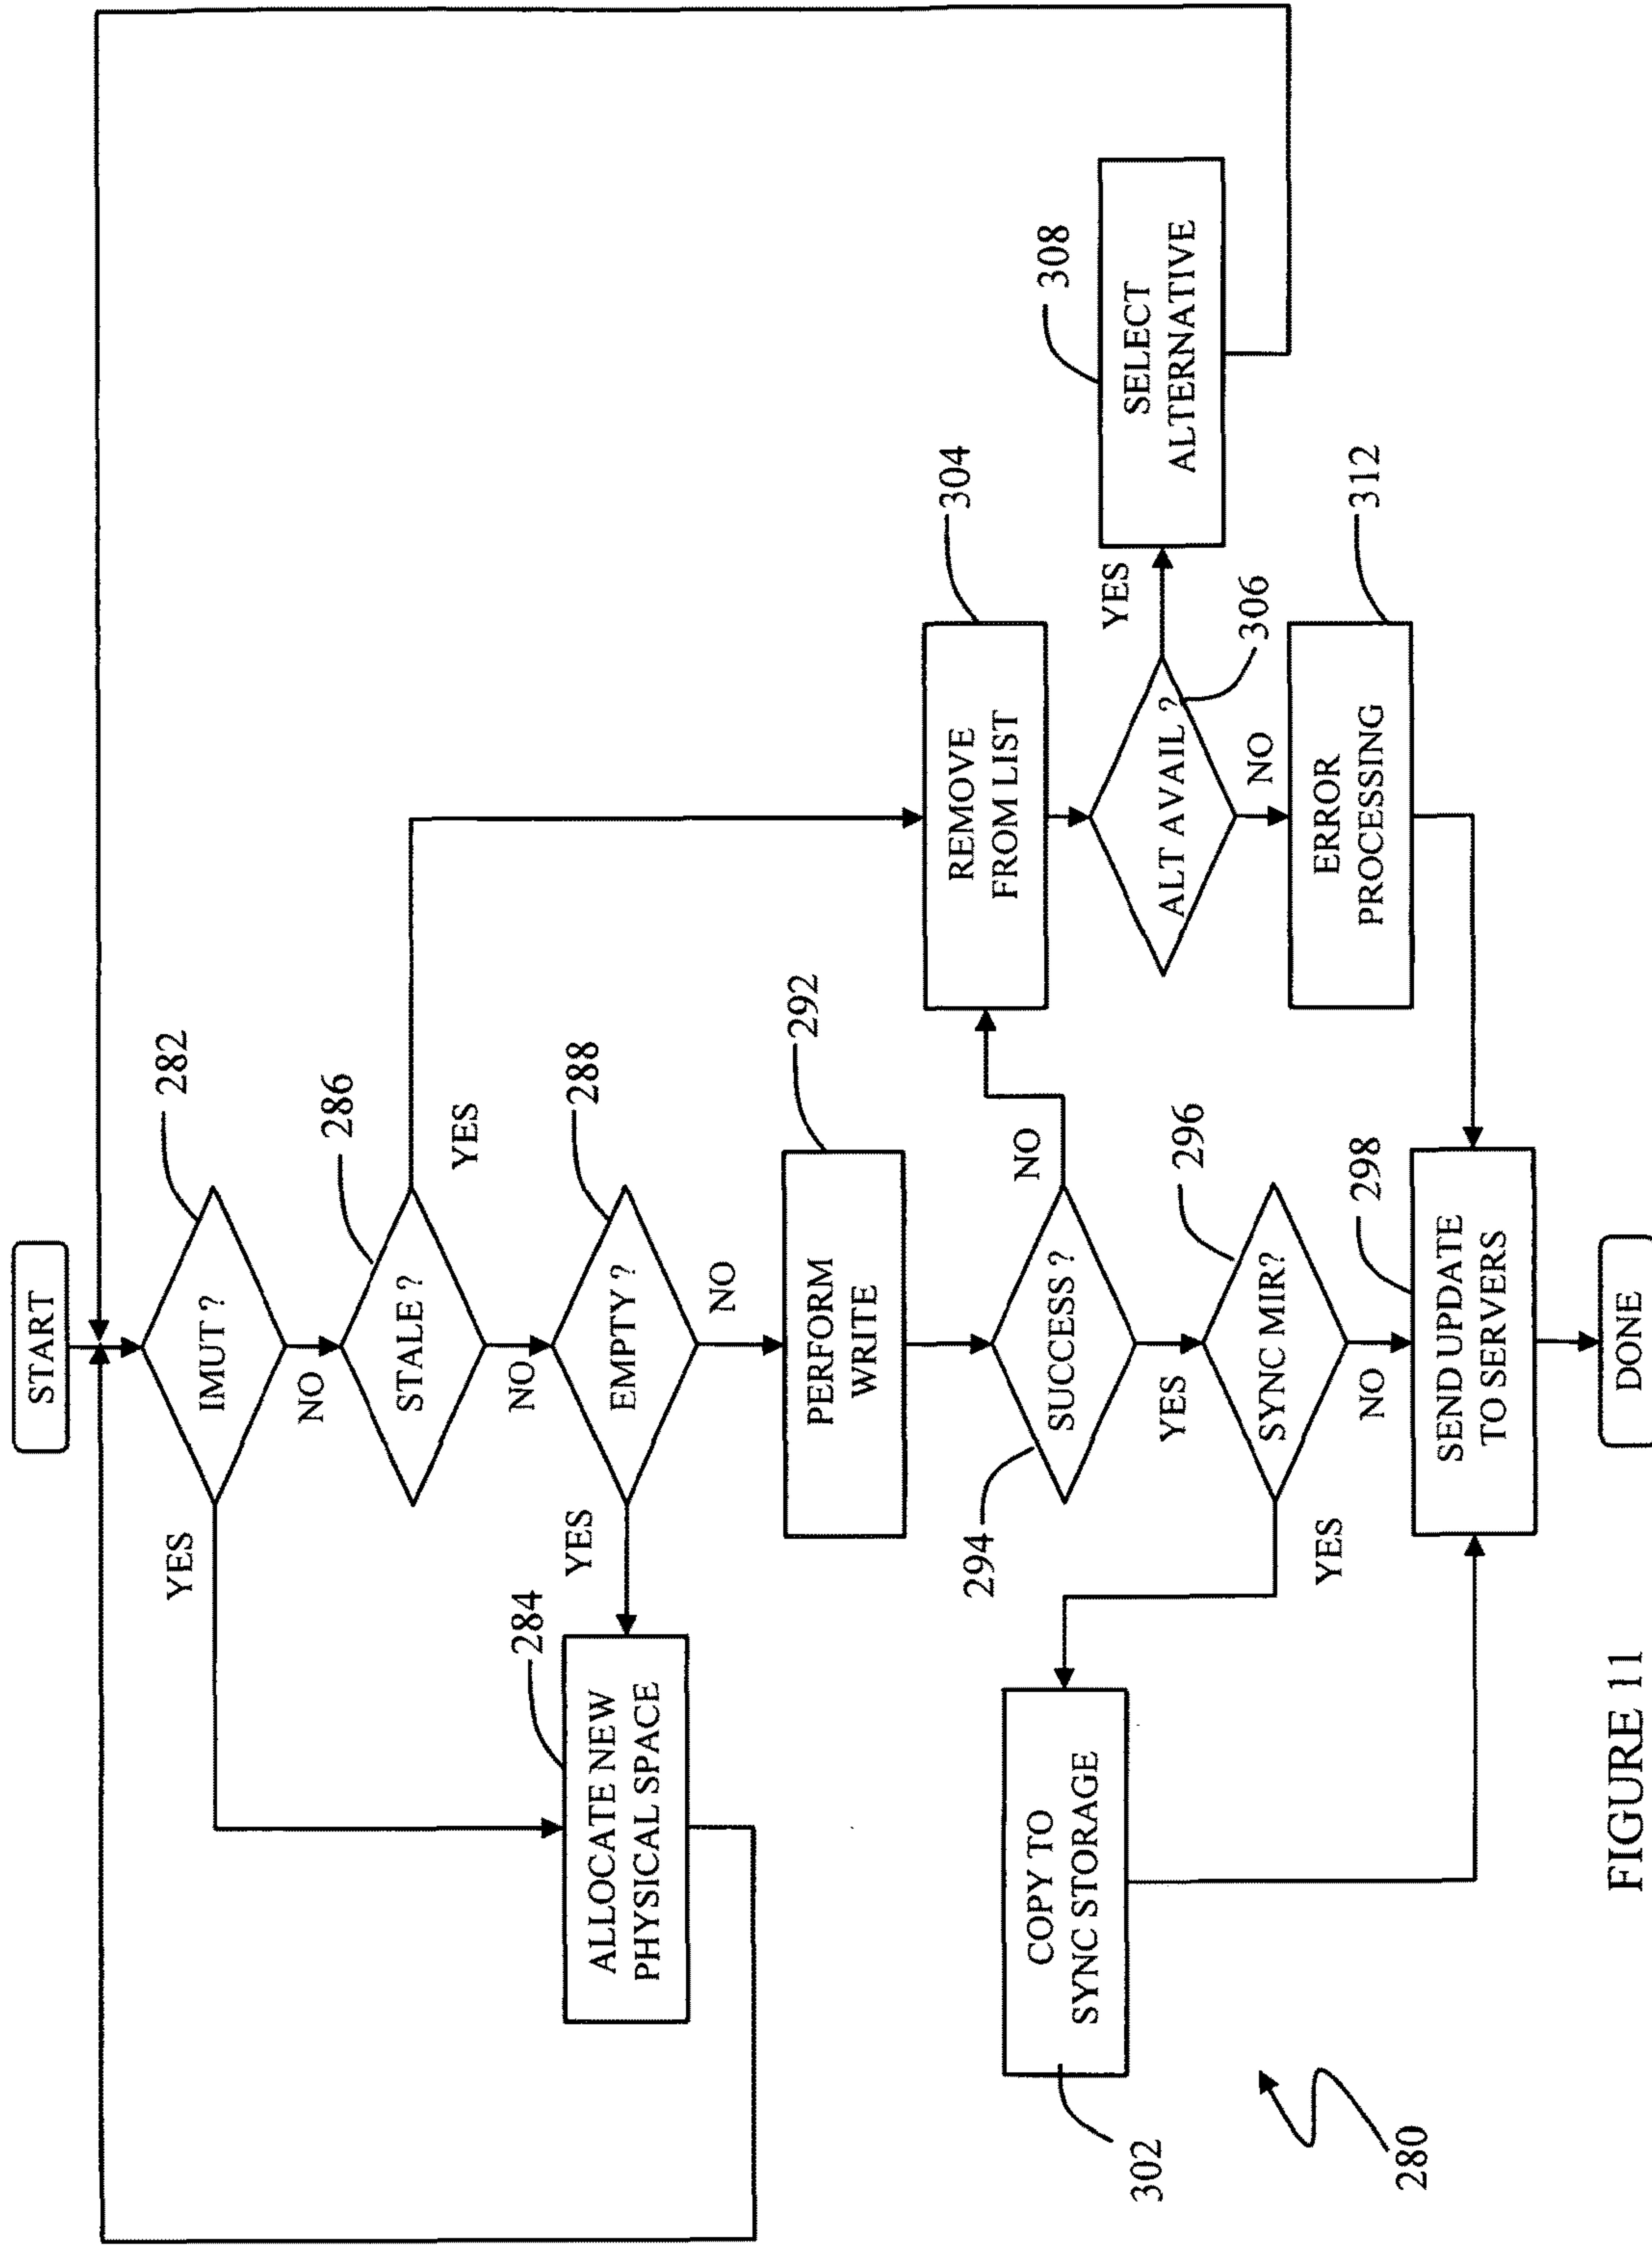 START
282
IMUT ?
YES
NO
286
STALE ?
YES
NO
288
EMPTY ?
YES
NO
284
ALLOCATE NEW
PHYSICAL SPACE
292
PERFORM
WRITE
294
SUCCESS ?
NO
YES
304
REMOVE
FROM LIST
306
ALT AVAIL ?
YES
NO
308
SELECT
ALTERNATIVE
312
ERROR
PROCESSING
296
SYNC MIR?
YES
NO
302
COPY TO
SYNC STORAGE
298
SEND UPDATE
TO SERVERS
DONE
280
FIGURE 11